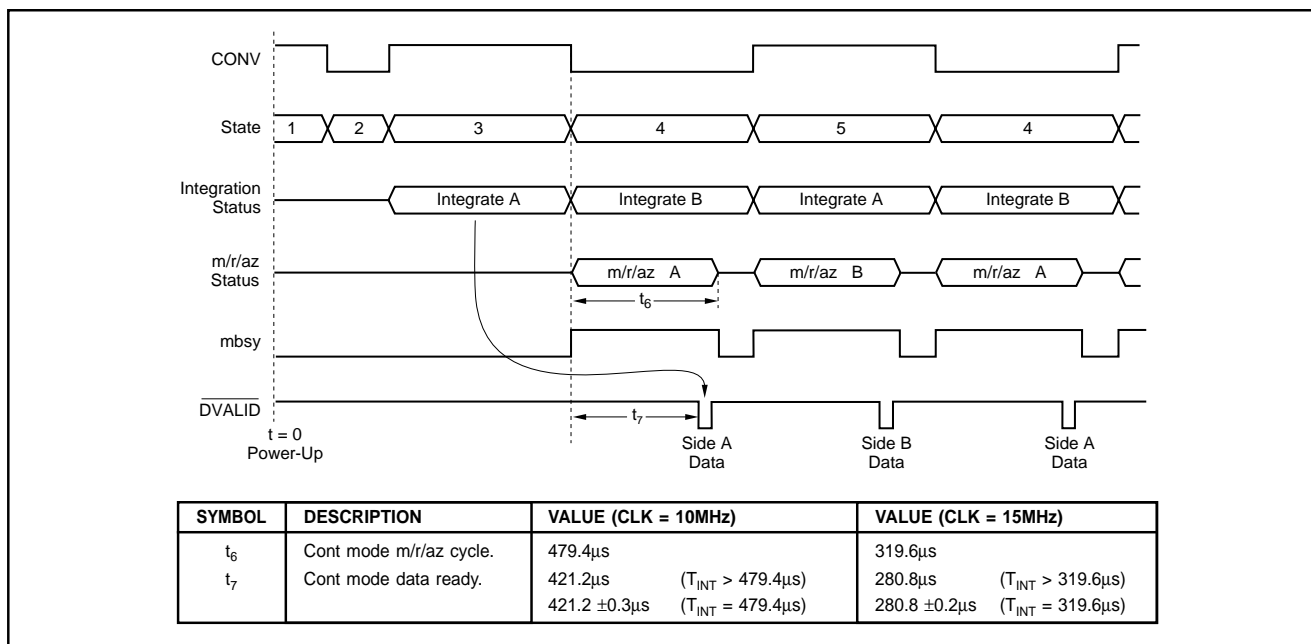 CONV
State
1 2 3 4 5 4
Integration
Status
Integrate A Integrate B Integrate A Integrate B
m/r/az
Status
m/r/az A m/r/az B m/r/az A
t6
mbsy
DVALID
t7
t = 0
Power-Up
Side A
Data
Side B
Data
Side A
Data
SYMBOL DESCRIPTION VALUE (CLK = 10MHz) VALUE (CLK = 15MHz)
t6 Cont mode m/r/az cycle. 479.4µs 319.6µs
t7 Cont mode data ready. 421.2µs (TINT > 479.4µs) 280.8µs (TINT > 319.6µs)
421.2 ±0.3µs (TINT = 479.4µs) 280.8 ±0.2µs (TINT = 319.6µs)